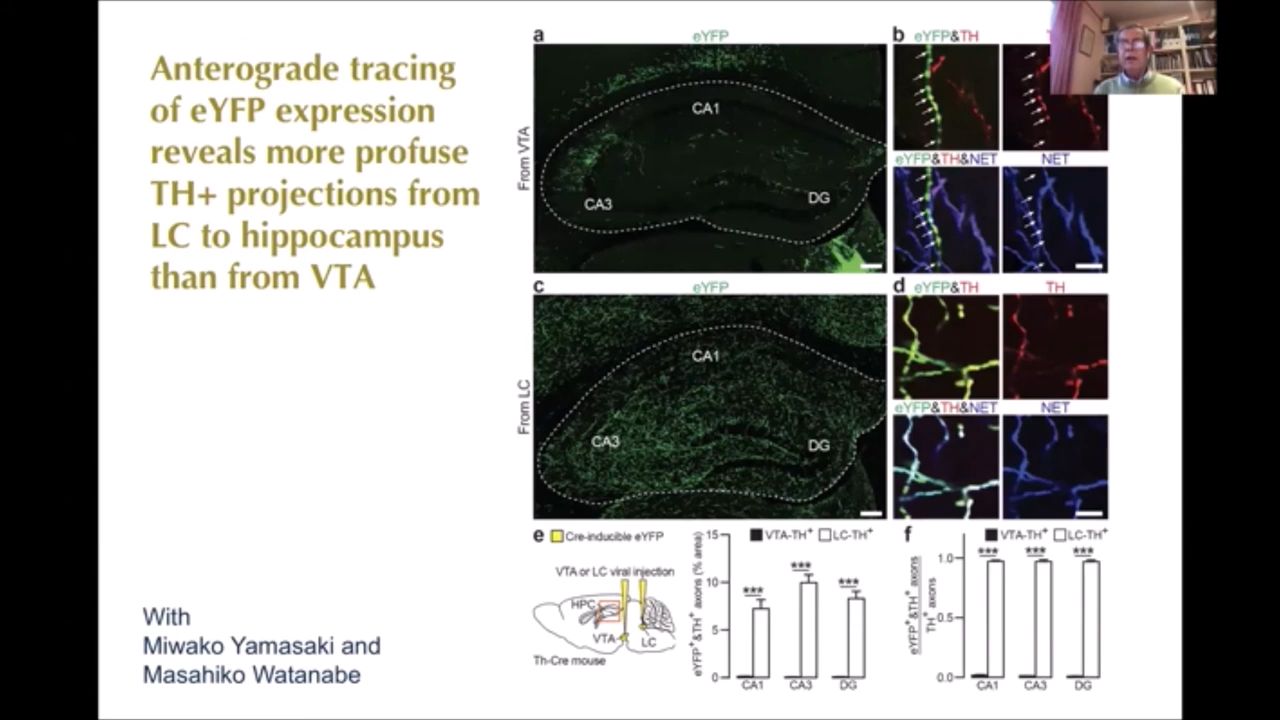 Anterograde tracing
of eYFP expression
reveals more profuse
TH+ projections from
LC to hippocampus
than from VTA
With
Miwako Yamasaki and
Masahiko Watanabe
a
eYFP
From VTA
CA1
CA3
DG
b
eYFP&TH
eYFP&TH&NET
NET
c
eYFP
From LC
CA1
CA3
DG
d
eYFP&TH
TH
eYFP&TH&NET
NET
e
Cre-inducible eYFP
VTA or LC viral injection
HPC
VTA
LC
Th-Cre mouse
VTA-TH⁺ LC-TH⁺
eYFP⁺&TH⁺ axons (% area)
15
10
5
0
***
***
***
CA1 CA3 DG
f
VTA-TH⁺ LC-TH⁺
eYFP⁺&TH⁺ axons
TH⁺ axons
1.0
0.5
0.0
*** *** ***
CA1 CA3 DG